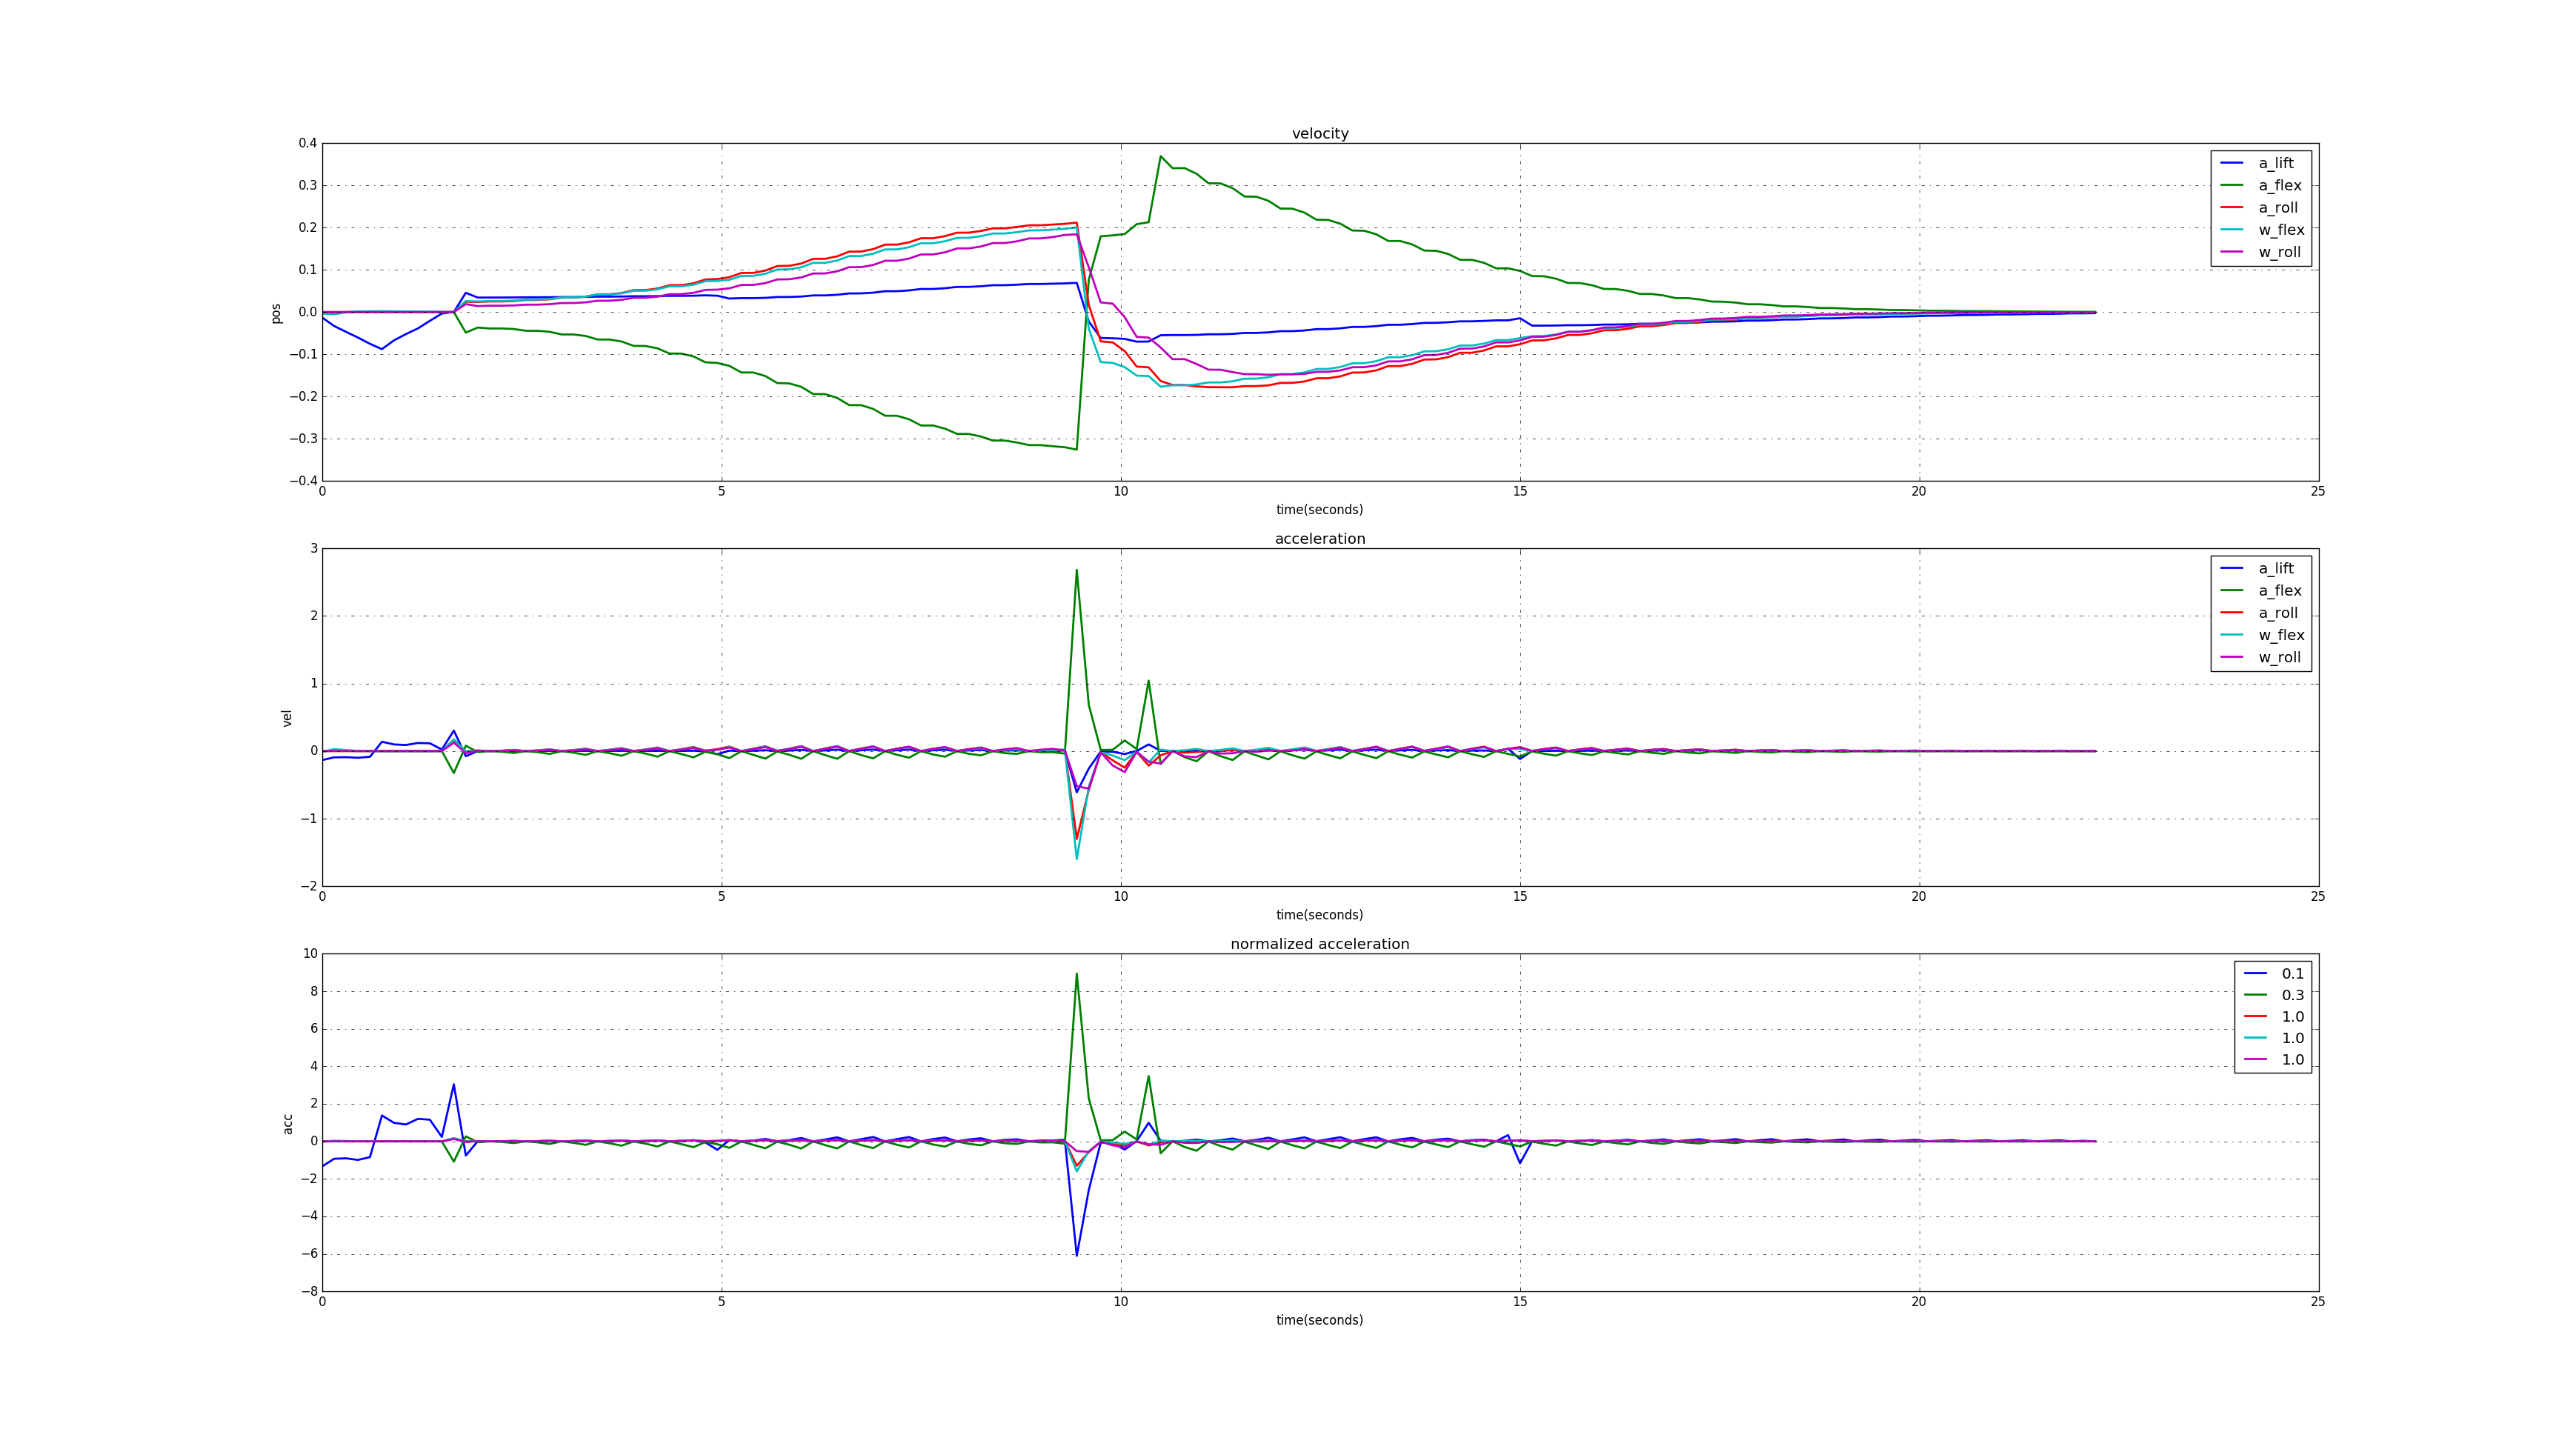 velocity
0.4
0.3
0.2
0.1
0.0
−0.1
−0.2
−0.3
−0.4
pos
0 5 10 15 20 25
time(seconds)
a_lift
a_flex
a_roll
w_flex
w_roll
acceleration
3
2
1
0
−1
−2
vel
0 5 10 15 20 25
time(seconds)
a_lift
a_flex
a_roll
w_flex
w_roll
normalized acceleration
10
8
6
4
2
0
−2
−4
−6
−8
acc
0 5 10 15 20 25
time(seconds)
0.1
0.3
1.0
1.0
1.0